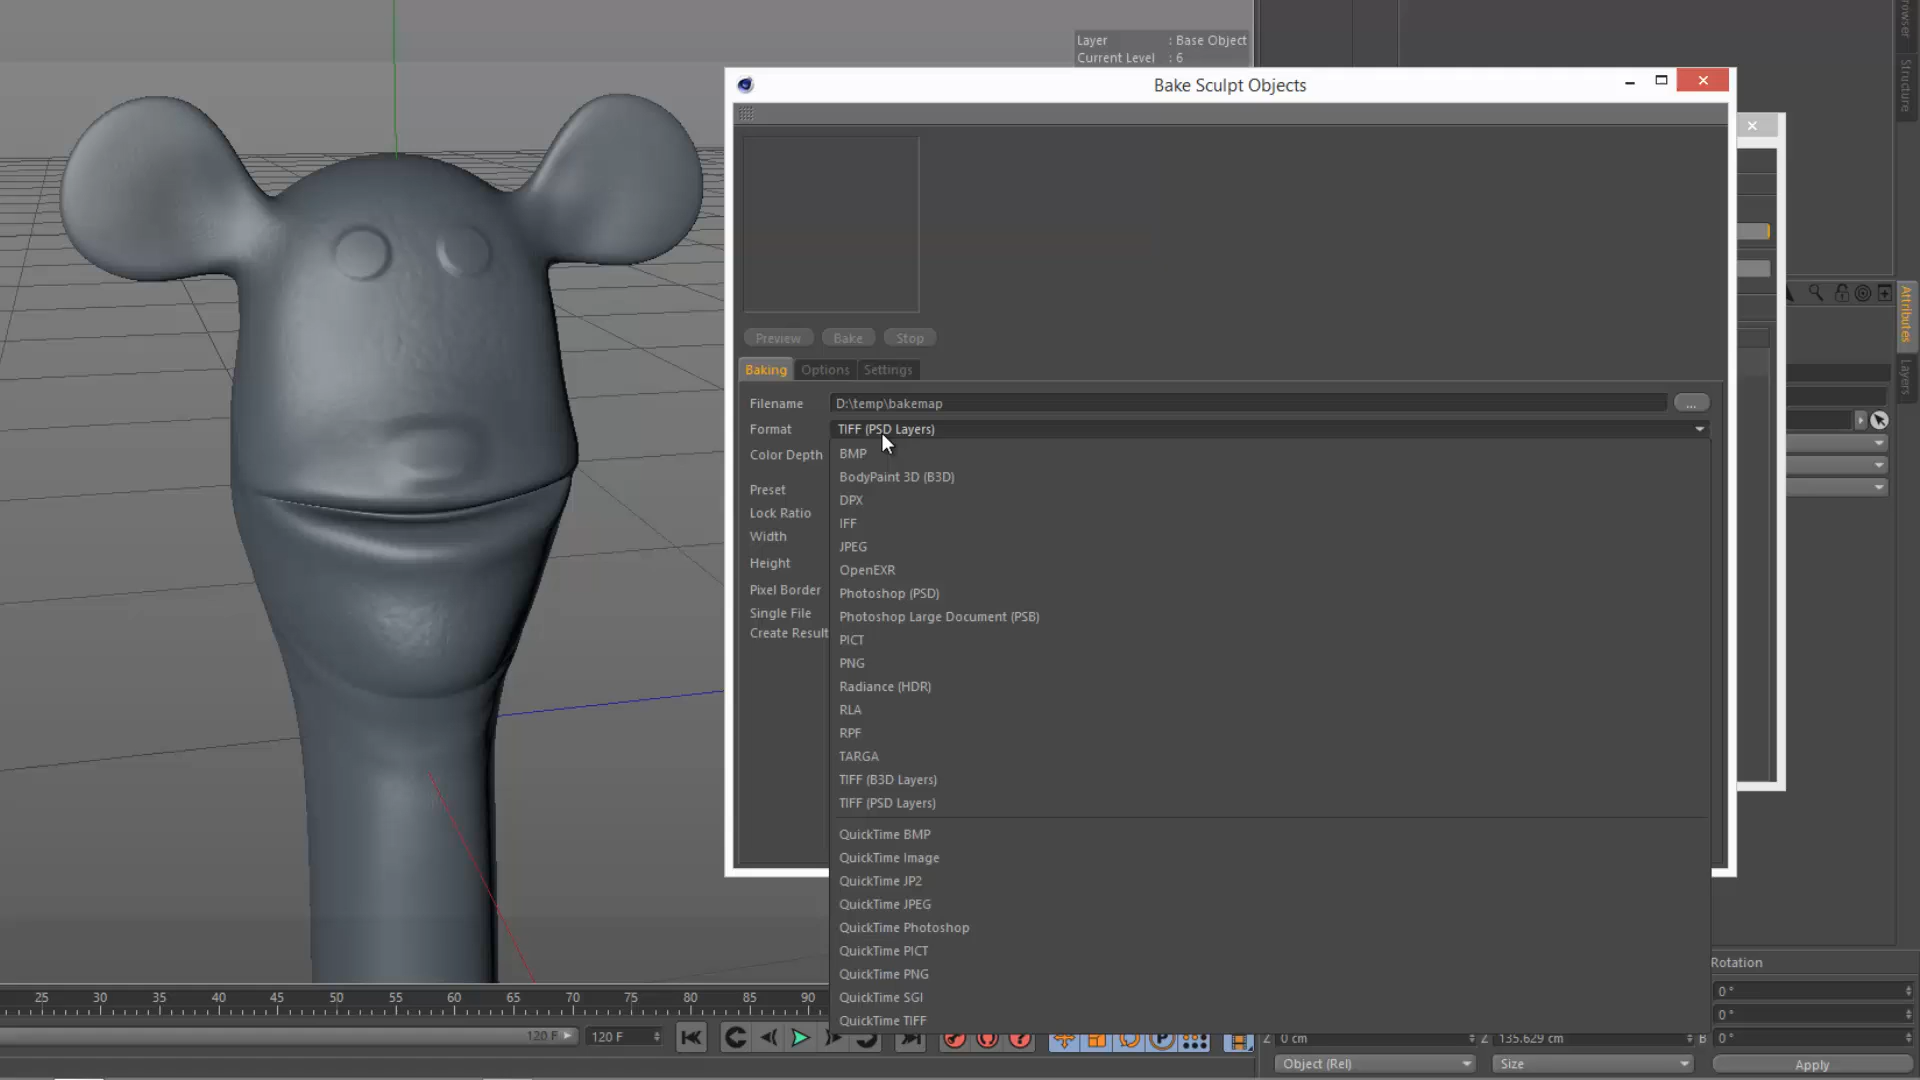 Layer : Base Object
Current Level : 6
Bake Sculpt Objects
Browser
Structure
Preview Bake Stop
Attributes
Layers
Baking Options Settings
Filename D:\temp\bakemap ...
Format TIFF (PSD Layers)
Color Depth
BMP
BodyPaint 3D (B3D)
Preset
DPX
Lock Ratio
IFF
Width
JPEG
Height
OpenEXR
Pixel Border
Photoshop (PSD)
Single File
Photoshop Large Document (PSB)
Create Result
PICT
PNG
Radiance (HDR)
RLA
RPF
TARGA
TIFF (B3D Layers)
TIFF (PSD Layers)
QuickTime BMP
QuickTime Image
QuickTime JP2
QuickTime JPEG
QuickTime Photoshop
QuickTime PICT
QuickTime PNG
QuickTime SGI
QuickTime TIFF
Rotation
0 °
0 °
25 30 35 40 45 50 55 60 65 70 75 80 85 90
120 F 120 F
Z 0 cm Z 135.629 cm B 0 °
Object (Rel) Size Apply